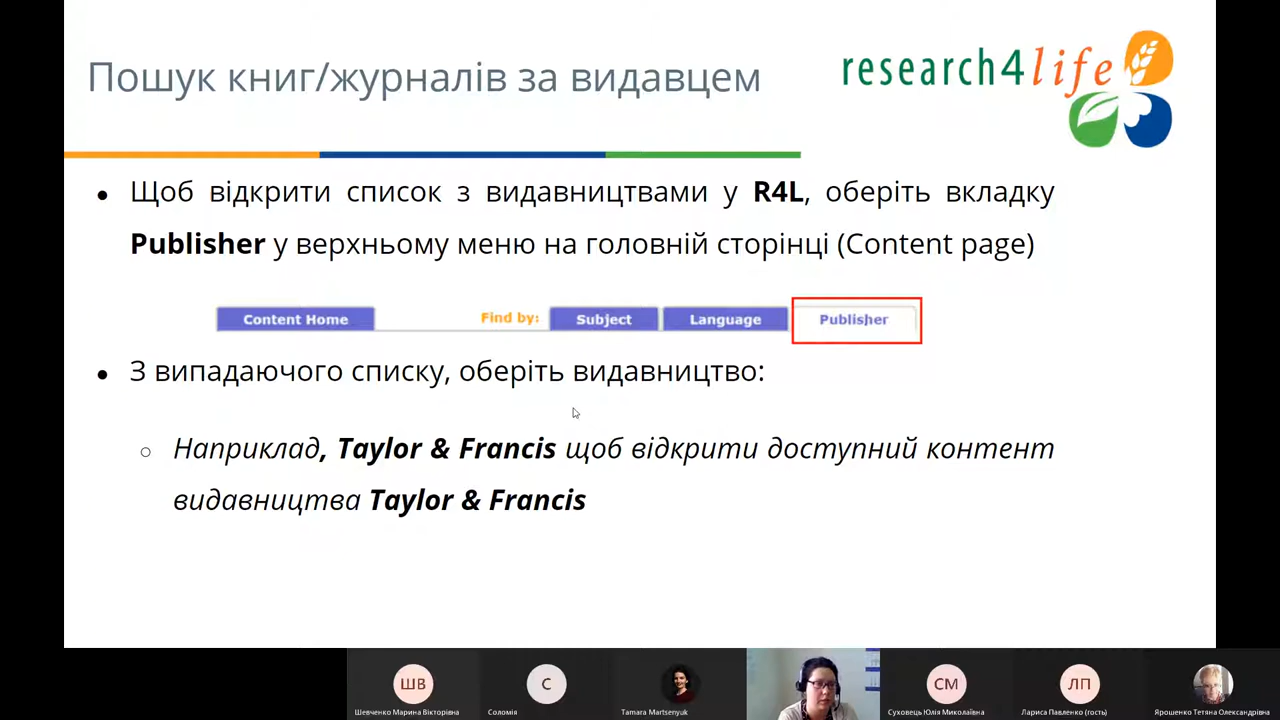 Пошук книг/журналів за видавцем
research4life
● Щоб відкрити список з видавництвами у R4L, оберіть вкладку
Publisher у верхньому меню на головній сторінці (Content page)
Content Home Find by: Subject Language Publisher
● З випадаючого списку, оберіть видавництво:
○ Наприклад, Taylor & Francis щоб відкрити доступний контент
видавництва Taylor & Francis
ШВ С СМ ЛП
Шевченко Марина Вікторівна Соломія Tamara Martsenyuk Суховець Юлія Миколаївна Лариса Павленко (гость) Ярошенко Тетяна Олександрівна